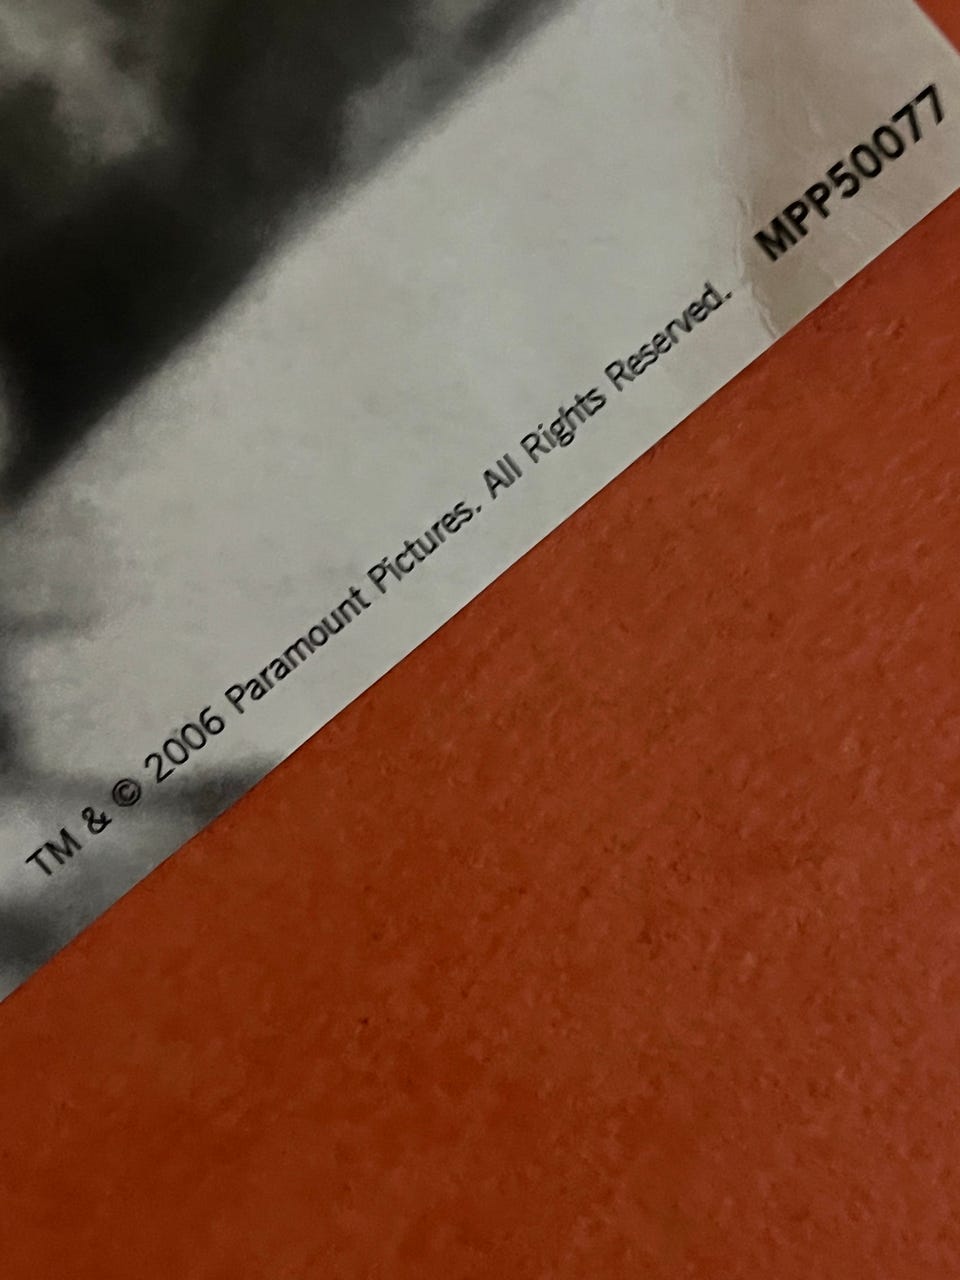 TM & © 2006 Paramount Pictures. All Rights Reserved. MPP50077